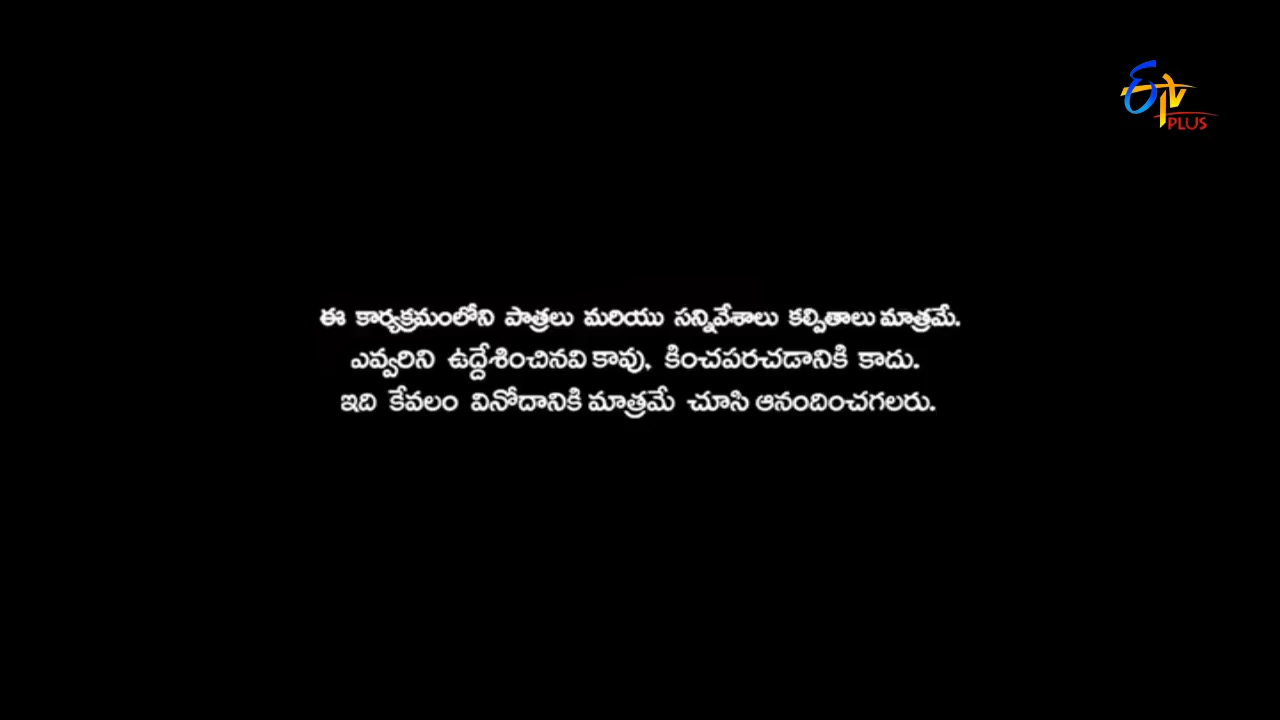 ETV
PLUS
ఈ కార్యక్రమంలోని పాత్రలు మరియు సన్నివేశాలు కల్పితాలు మాత్రమే.
ఎవ్వరిని ఉద్దేశించినవి కావు, కించపరచడానికి కాదు.
ఇది కేవలం వినోదానికి మాత్రమే చూసి ఆనందించగలరు.